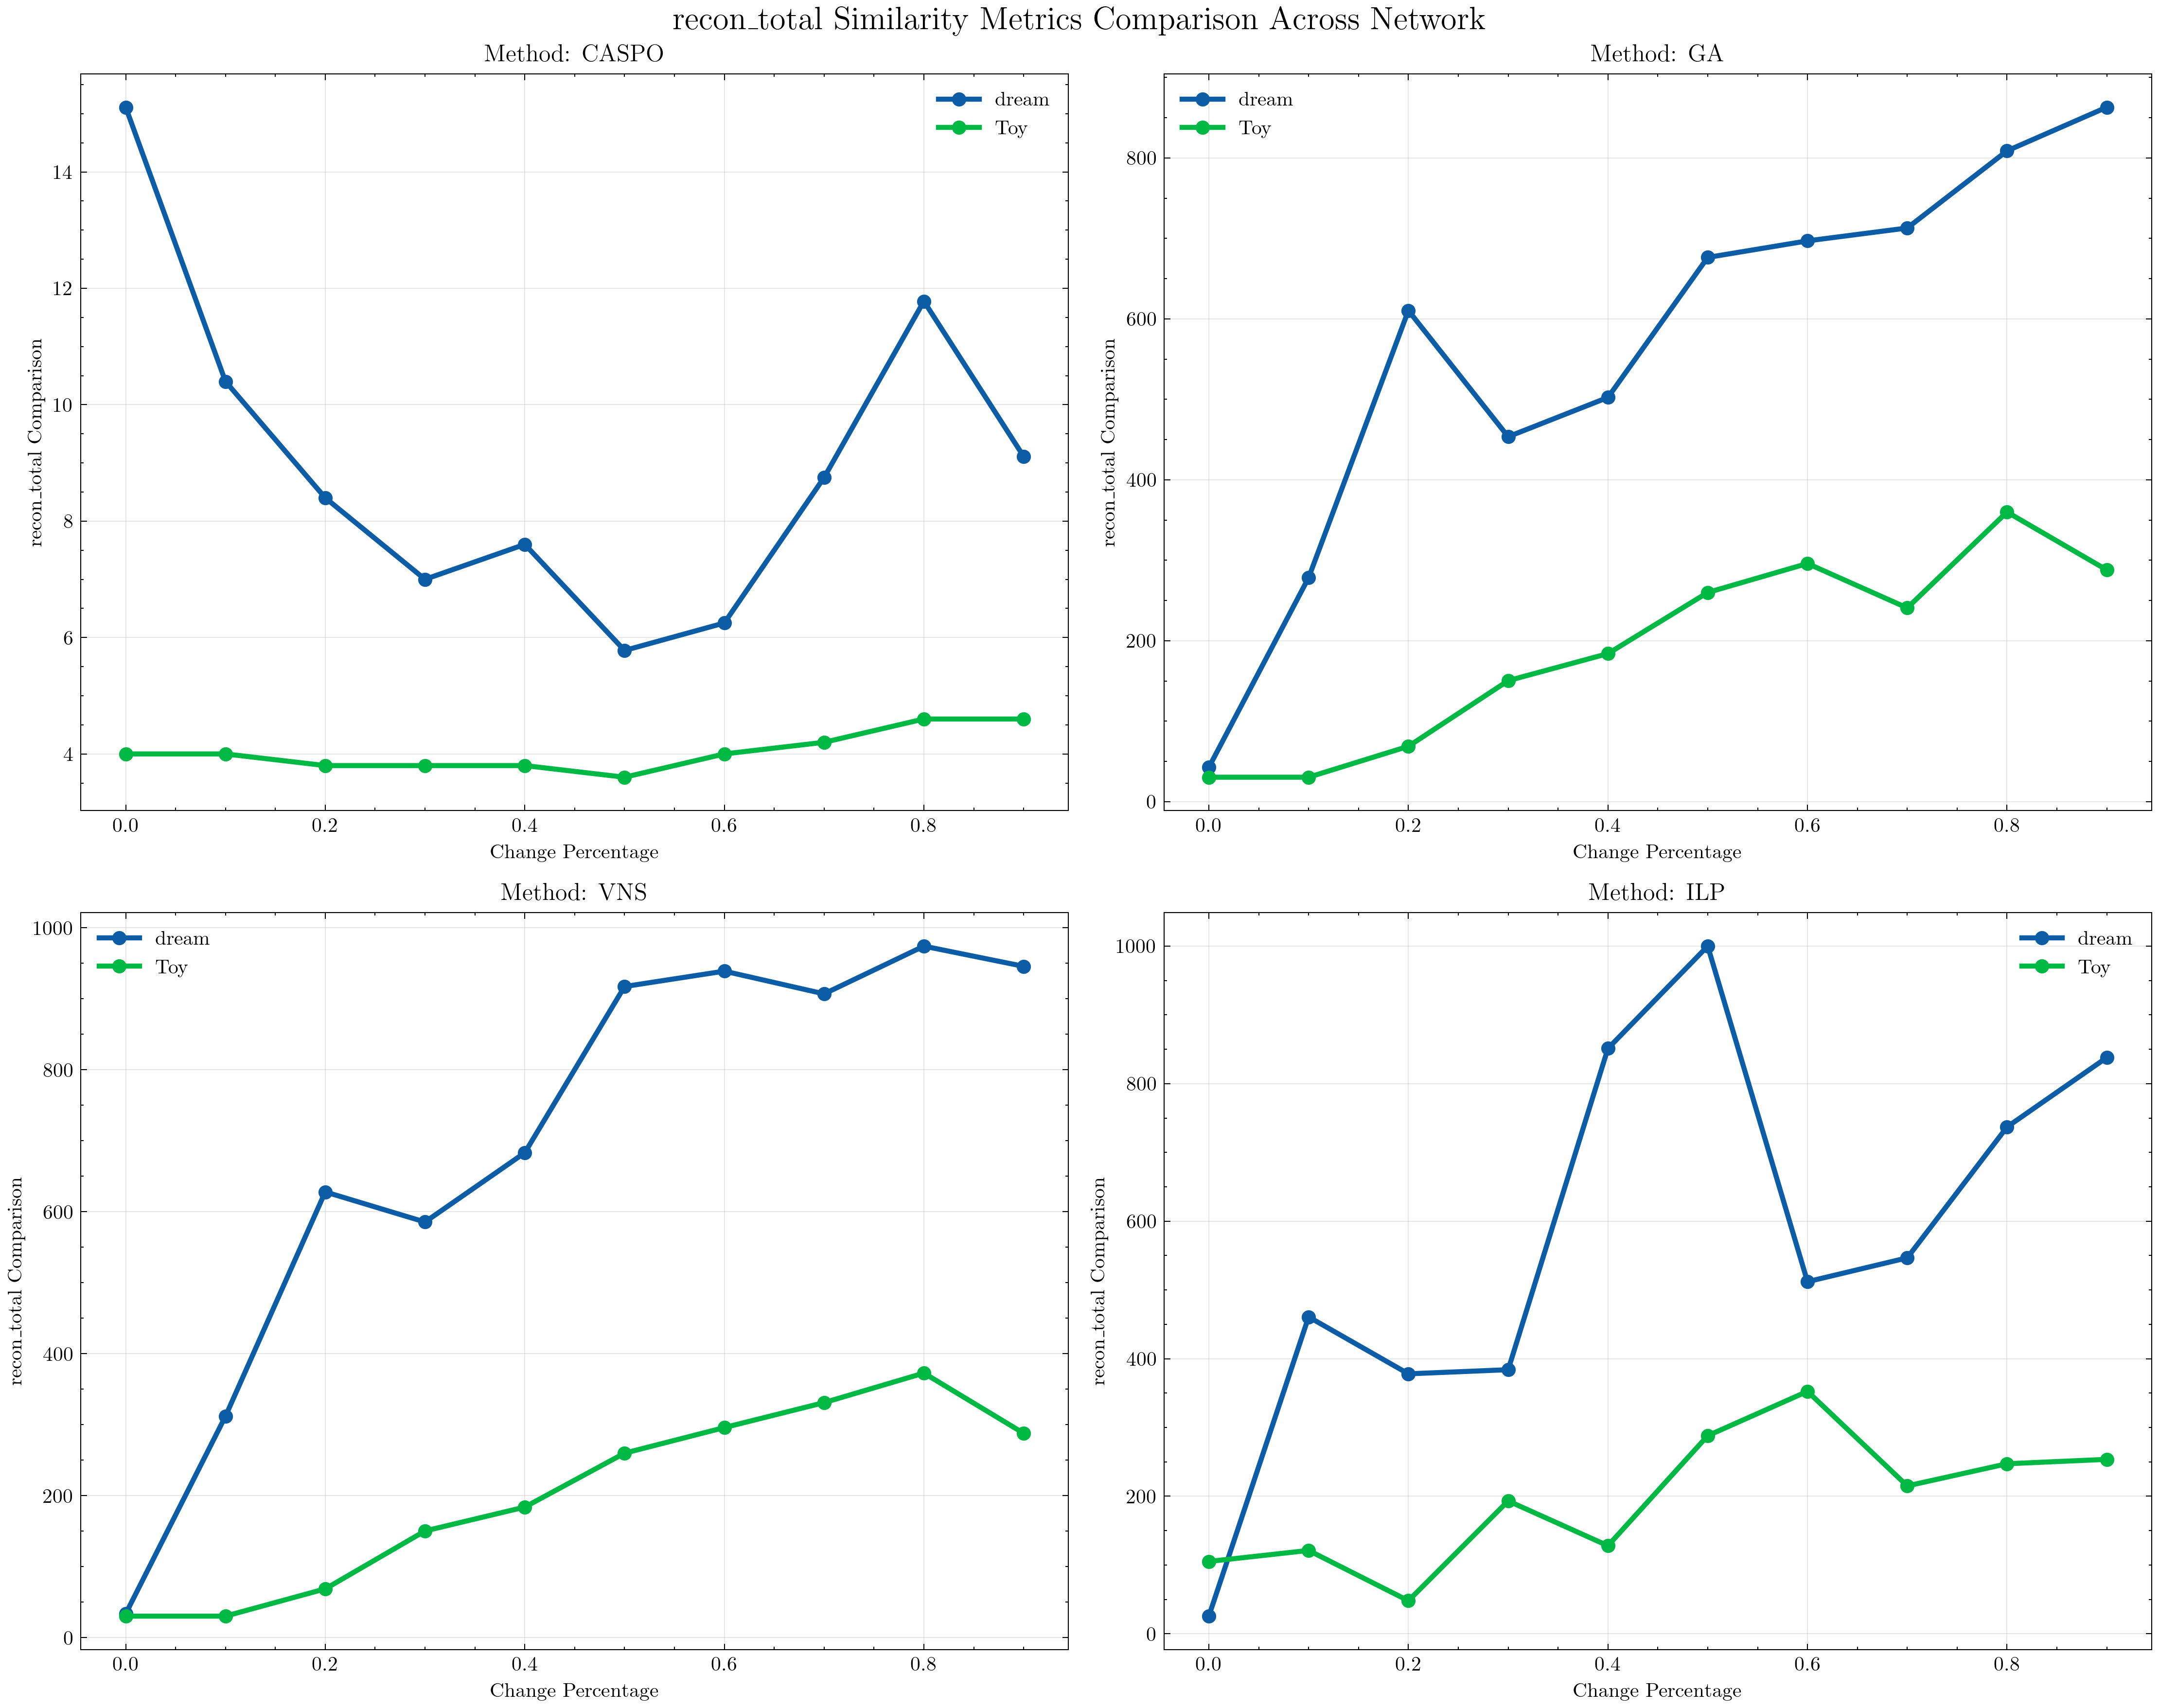 recon_total Similarity Metrics Comparison Across Network
Method: CASPO
dream
Toy
14
12
10
8
6
4
0.0 0.2 0.4 0.6 0.8
recon_total Comparison
Change Percentage
Method: GA
dream
Toy
800
600
400
200
0
0.0 0.2 0.4 0.6 0.8
recon_total Comparison
Change Percentage
Method: VNS
dream
Toy
1000
800
600
400
200
0
0.0 0.2 0.4 0.6 0.8
recon_total Comparison
Change Percentage
Method: ILP
dream
Toy
1000
800
600
400
200
0
0.0 0.2 0.4 0.6 0.8
recon_total Comparison
Change Percentage